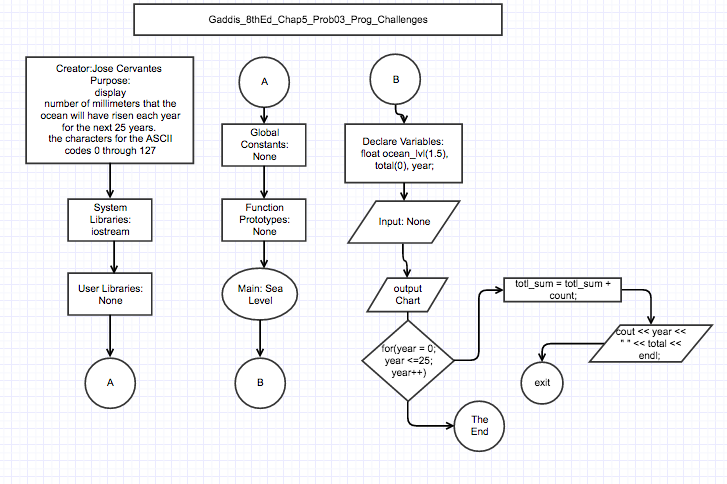 Gaddis_8thEd_Chap5_Prob03_Prog_Challenges
Creator:Jose Cervantes
Purpose:
display
number of millimeters that the
ocean will have risen each year
for the next 25 years.
the characters for the ASCII
codes 0 through 127
System
Libraries:
iostream
User Libraries:
None
A
A
Global
Constants:
None
Function
Prototypes:
None
Main: Sea
Level
B
B
Declare Variables:
float ocean_lvl(1.5),
total(0), year;
Input: None
output
Chart
for(year = 0;
year <=25;
year++)
The
End
totl_sum = totl_sum +
count;
cout << year <<
" " << total <<
endl;
exit